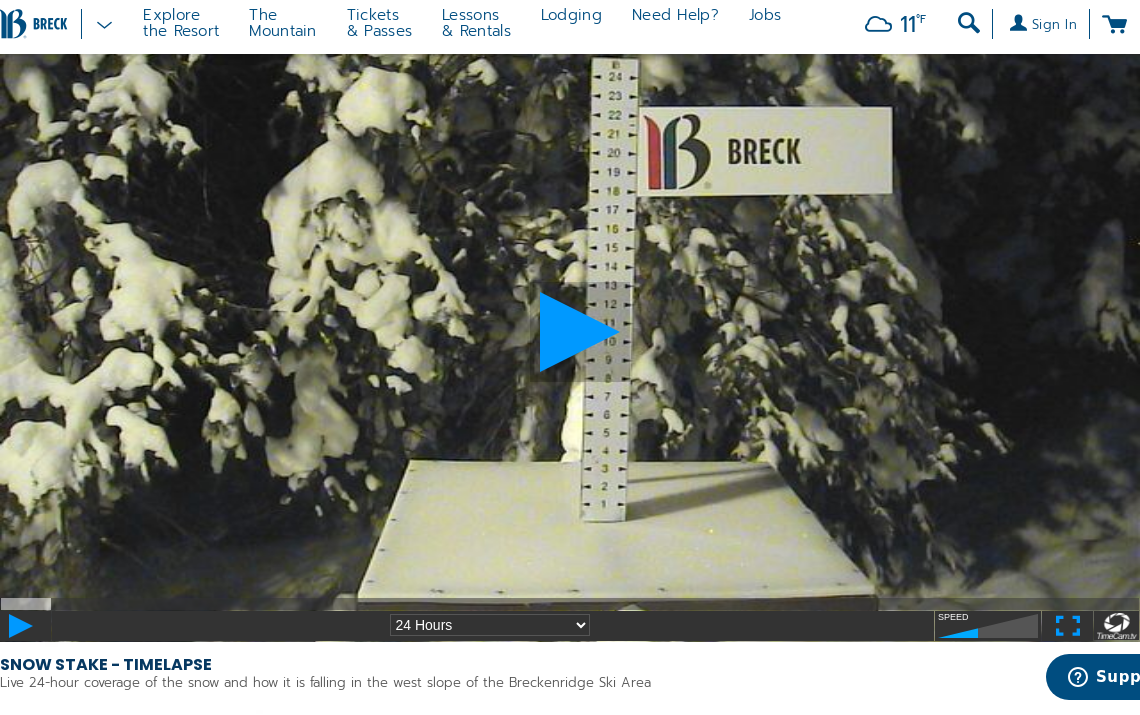 BRECK
Explore
the Resort
The
Mountain
Tickets
& Passes
Lessons
& Rentals
Lodging
Need Help?
Jobs
11°F
Sign In
24
23
22
21
20
19
18
17
16
15
14
13
12
11
10
9
8
7
6
5
4
3
2
1
BRECK
24 Hours
SPEED
TimeCam.tv
SNOW STAKE - TIMELAPSE
Live 24-hour coverage of the snow and how it is falling in the west slope of the Breckenridge Ski Area
Supp